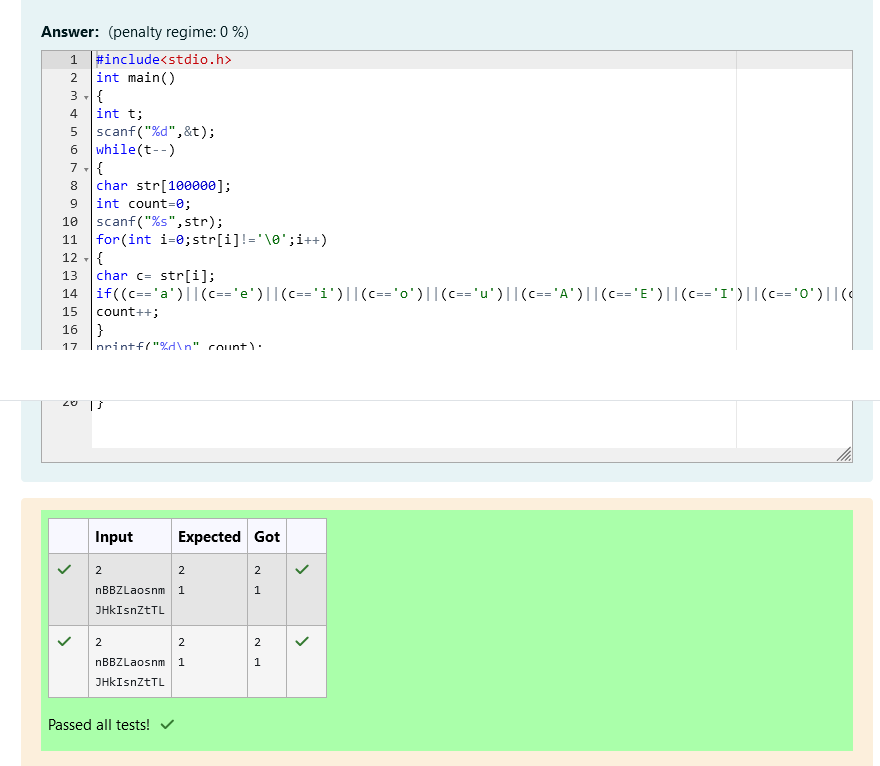 Answer: (penalty regime: 0 %)
1 #include<stdio.h>
2 int main()
3 {
4 int t;
5 scanf("%d",&t);
6 while(t--)
7 {
8 char str[100000];
9 int count=0;
10 scanf("%s",str);
11 for(int i=0;str[i]!='\0';i++)
12 {
13 char c= str[i];
14 if((c=='a')||(c=='e')||(c=='i')||(c=='o')||(c=='u')||(c=='A')||(c=='E')||(c=='I')||(c=='O')||(c
15 count++;
16 }
17 printf("%d\n",count);
20 }
Input Expected Got
2 2 2
nBBZLaosnm 1 1
JHkIsnZtTL
2 2 2
nBBZLaosnm 1 1
JHkIsnZtTL
Passed all tests!